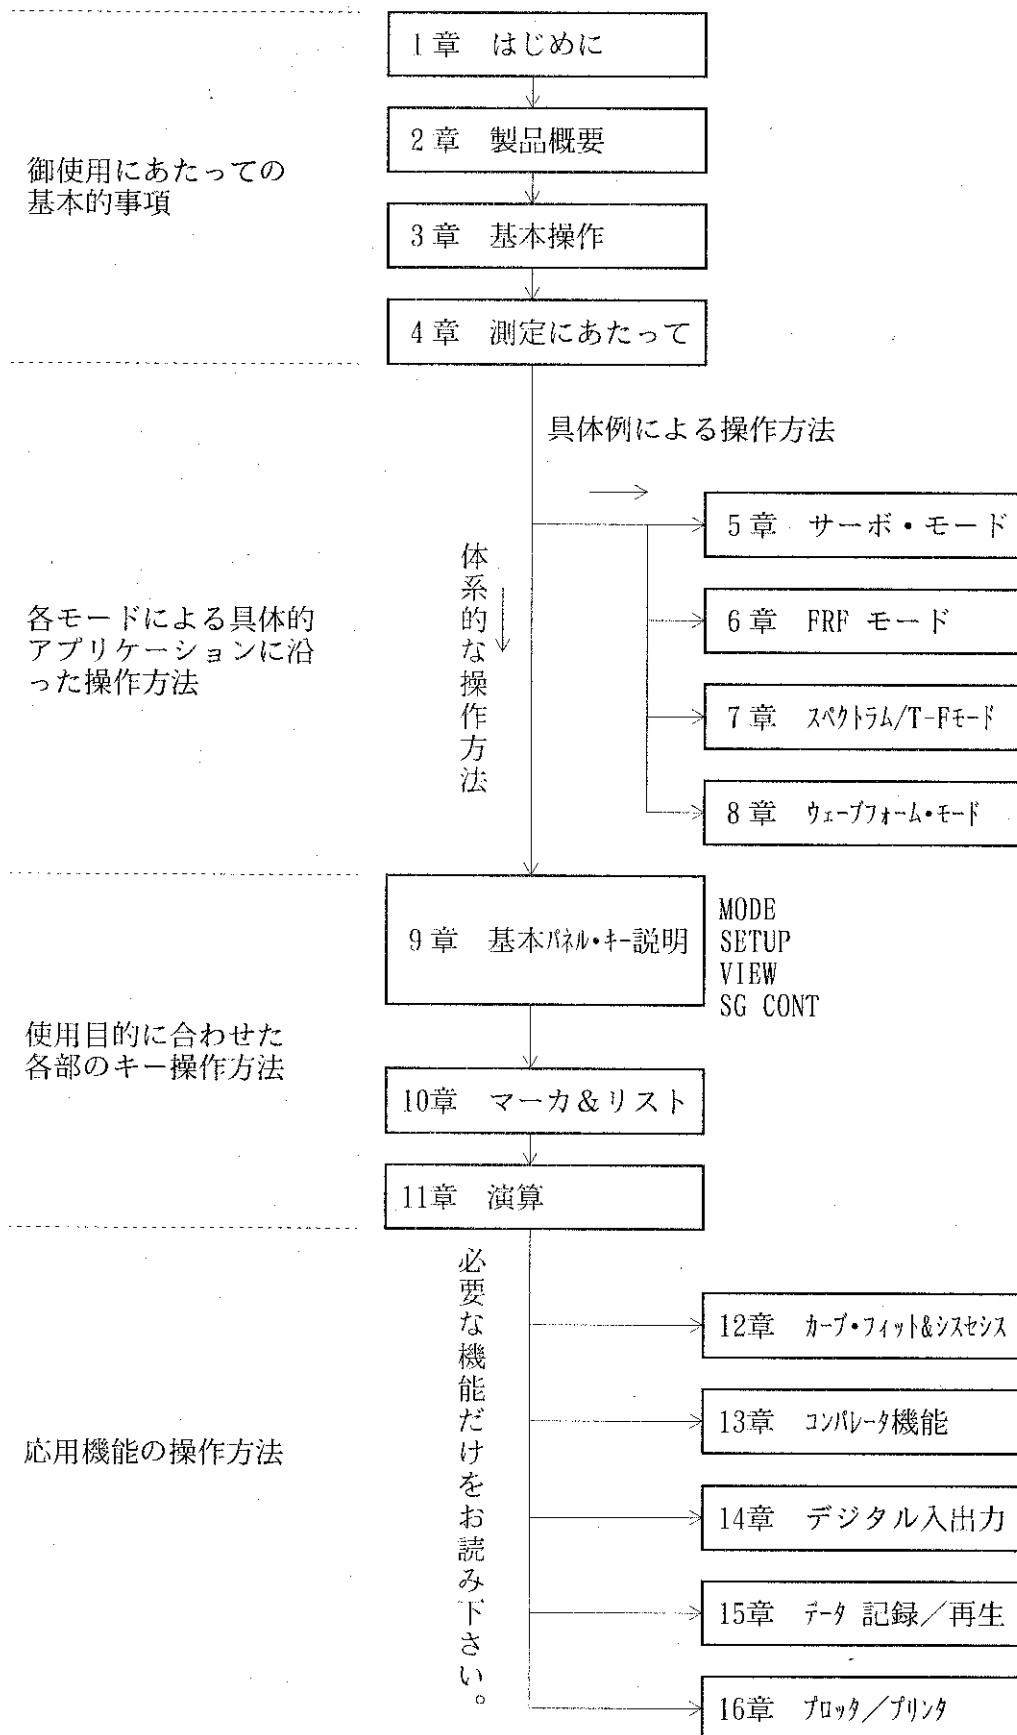 1章 はじめに
2章 製品概要
御使用にあたっての
基本的事項
3章 基本操作
4章 測定にあたって
具体例による操作方法
5章 サーボ・モード
体系的な操作方法
各モードによる具体的
アプリケーションに沿
った操作方法
6章 FRF モード
7章 スペクトラム/T-Fモード
8章 ウェーブフォーム・モード
9章 基本パネル・キー説明
MODE
SETUP
VIEW
SG CONT
使用目的に合わせた
各部のキー操作方法
10章 マーカ&リスト
11章 演算
必要な機能だけをお読み下さい。
12章 カーブ・フィット&シスセシス
13章 コンパレータ機能
応用機能の操作方法
14章 デジタル入出力
15章 データ 記録/再生
16章 プロッタ/プリンタ